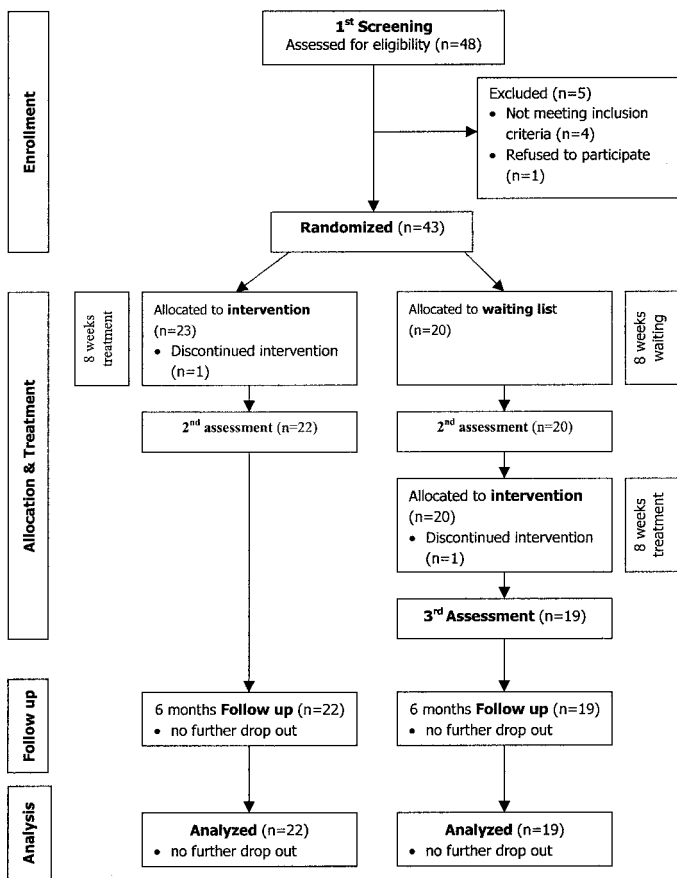 1st Screening
Assessed for eligibility (n=48)
Enrollment
Excluded (n=5)
• Not meeting inclusion
criteria (n=4)
• Refused to participate
(n=1)
Randomized (n=43)
Allocation & Treatment
8 weeks
treatment
Allocated to intervention
(n=23)
• Discontinued intervention
(n=1)
Allocated to waiting list
(n=20)
8 weeks
waiting
2nd assessment (n=22)
2nd assessment (n=20)
Allocated to intervention
(n=20)
• Discontinued intervention
(n=1)
8 weeks
treatment
3rd Assessment (n=19)
Follow up
6 months Follow up (n=22)
• no further drop out
6 months Follow up (n=19)
• no further drop out
Analysis
Analyzed (n=22)
• no further drop out
Analyzed (n=19)
• no further drop out